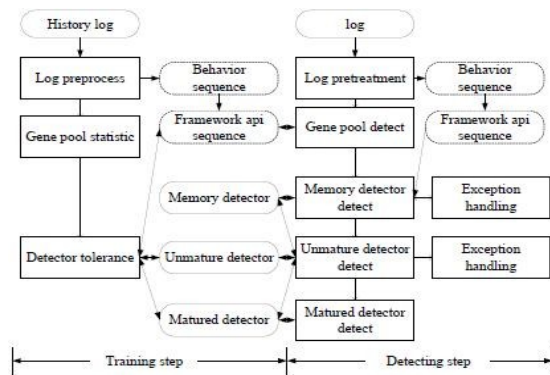 History log
log
Log preprocess
Behavior
sequence
Log pretreatment
Behavior
sequence
Gene pool statistic
Framework api
sequence
Gene pool detect
Framework api
sequence
Memory detector
Memory detector
detect
Exception
handling
Detector tolerance
Unmature detector
Unmature detector
detect
Exception
handling
Matured detector
Matured detector
detect
Training step
Detecting step